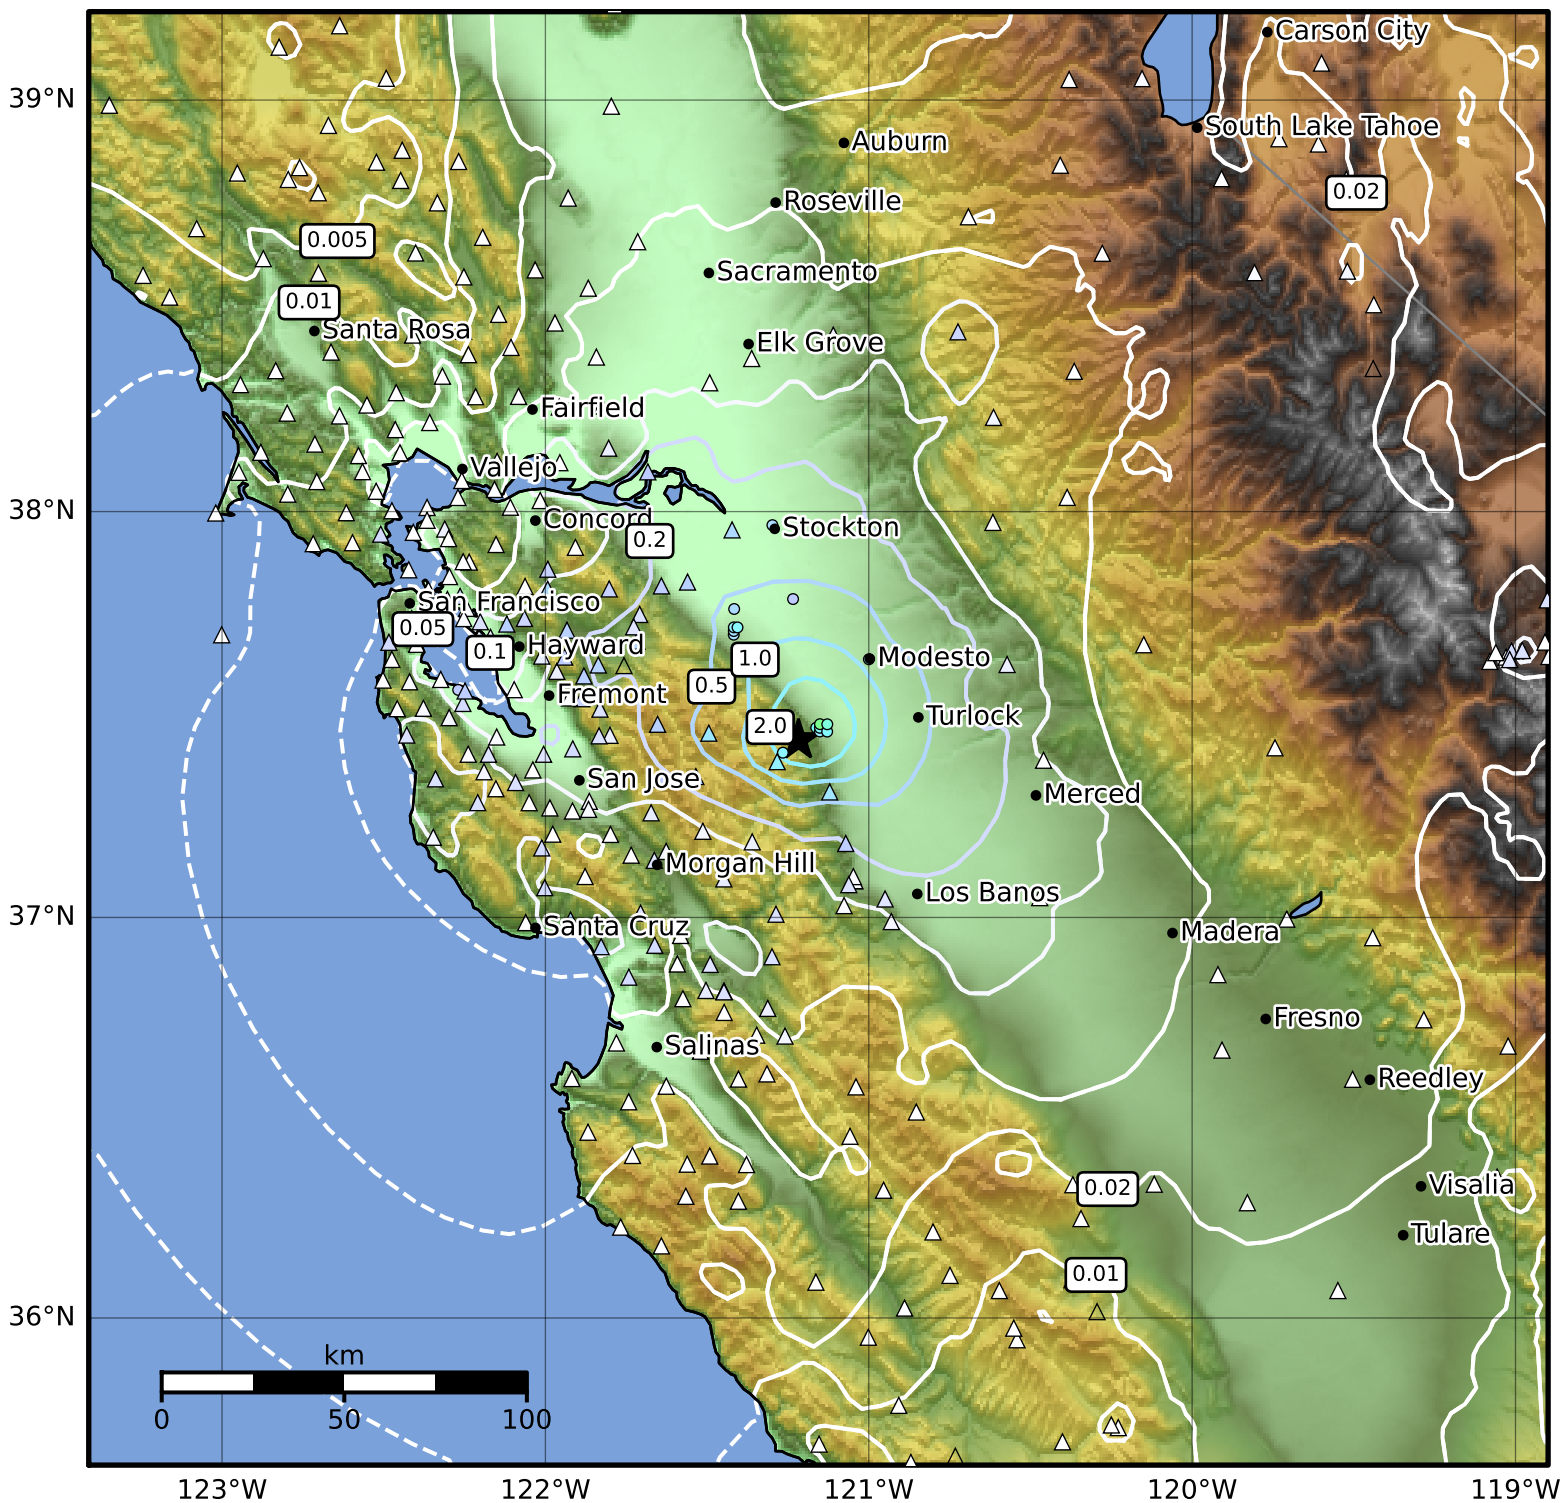 Carson City
39°N
South Lake Tahoe
Auburn
0.02
Roseville
0.005
Sacramento
0.01
Santa Rosa
Elk Grove
Fairfield
Vallejo
38°N
Concord
Stockton
0.2
San Francisco
0.05
Hayward
0.1
1.0
Modesto
0.5
Fremont
Turlock
2.0
San Jose
Merced
Morgan Hill
Los Banos
37°N
Santa Cruz
Madera
Fresno
Salinas
Reedley
0.02
Visalia
Tulare
0.01
36°N
km
0 50 100
123°W 122°W 121°W 120°W 119°W